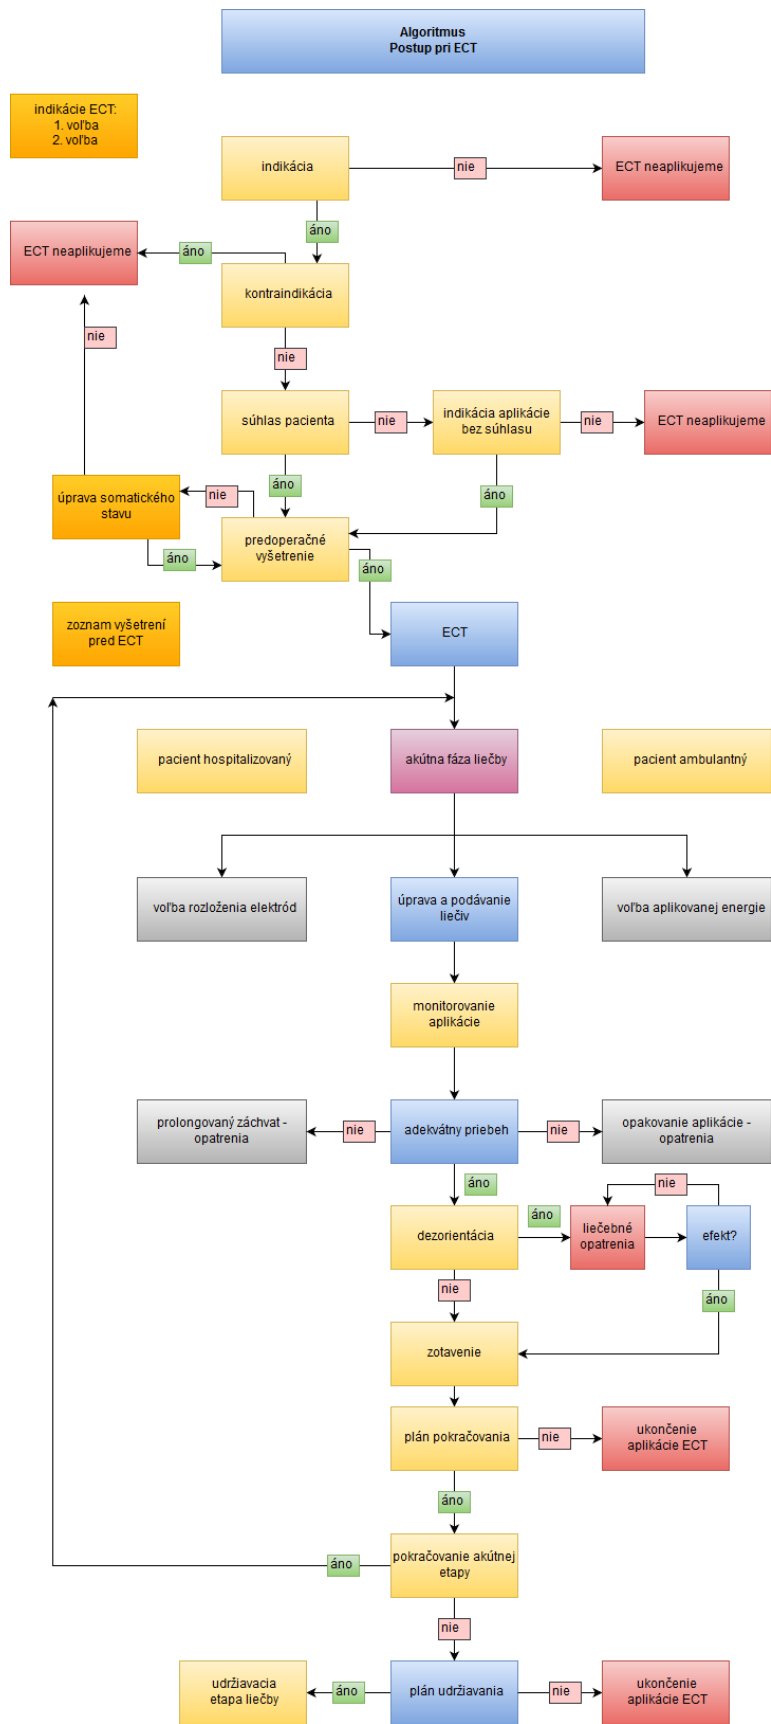 Algoritmus
Postup pri ECT
indikácie ECT:
1. voľba
2. voľba
indikácia
nie
ECT neaplikujeme
áno
ECT neaplikujeme
áno
kontraindikácia
nie
nie
súhlas pacienta
nie
indikácia aplikácie
bez súhlasu
nie
ECT neaplikujeme
áno
áno
úprava somatického
stavu
nie
predoperačné
vyšetrenie
áno
áno
zoznam vyšetrení
pred ECT
ECT
pacient hospitalizovaný
akútna fáza liečby
pacient ambulantný
voľba rozloženia elektród
úprava a podávanie
liečiv
voľba aplikovanej energie
monitorovanie
aplikácie
prolongovaný záchvat -
opatrenia
nie
adekvátny priebeh
nie
opakovanie aplikácie -
opatrenia
áno
nie
dezorientácia
áno
liečebné
opatrenia
efekt?
nie
áno
zotavenie
plán pokračovania
nie
ukončenie
aplikácie ECT
áno
pokračovanie akútnej
etapy
áno
nie
udržiavacia
etapa liečby
áno
plán udržiavania
nie
ukončenie
aplikácie ECT